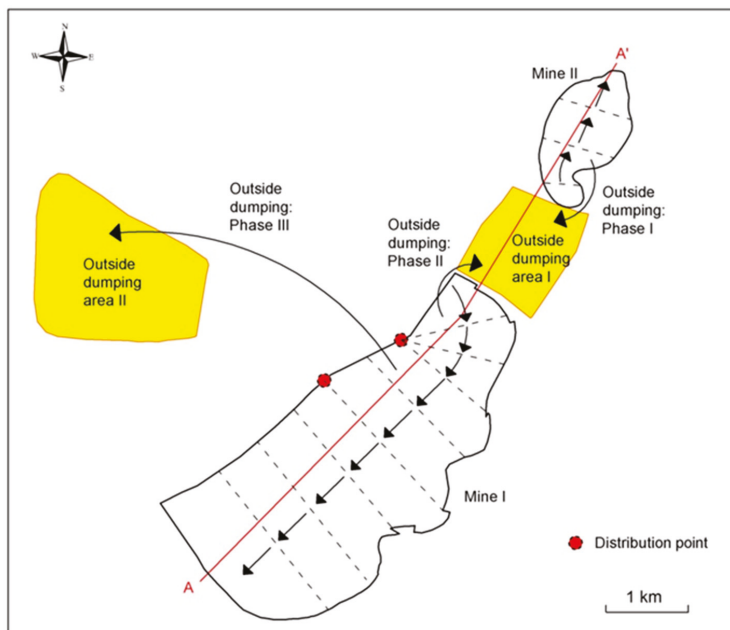 N
W E
S
A'
Mine II
Outside
dumping:
Phase III
Outside
dumping:
Phase II
Outside
dumping:
Phase I
Outside
dumping
area I
Outside
dumping
area II
Mine I
Distribution point
A
1 km